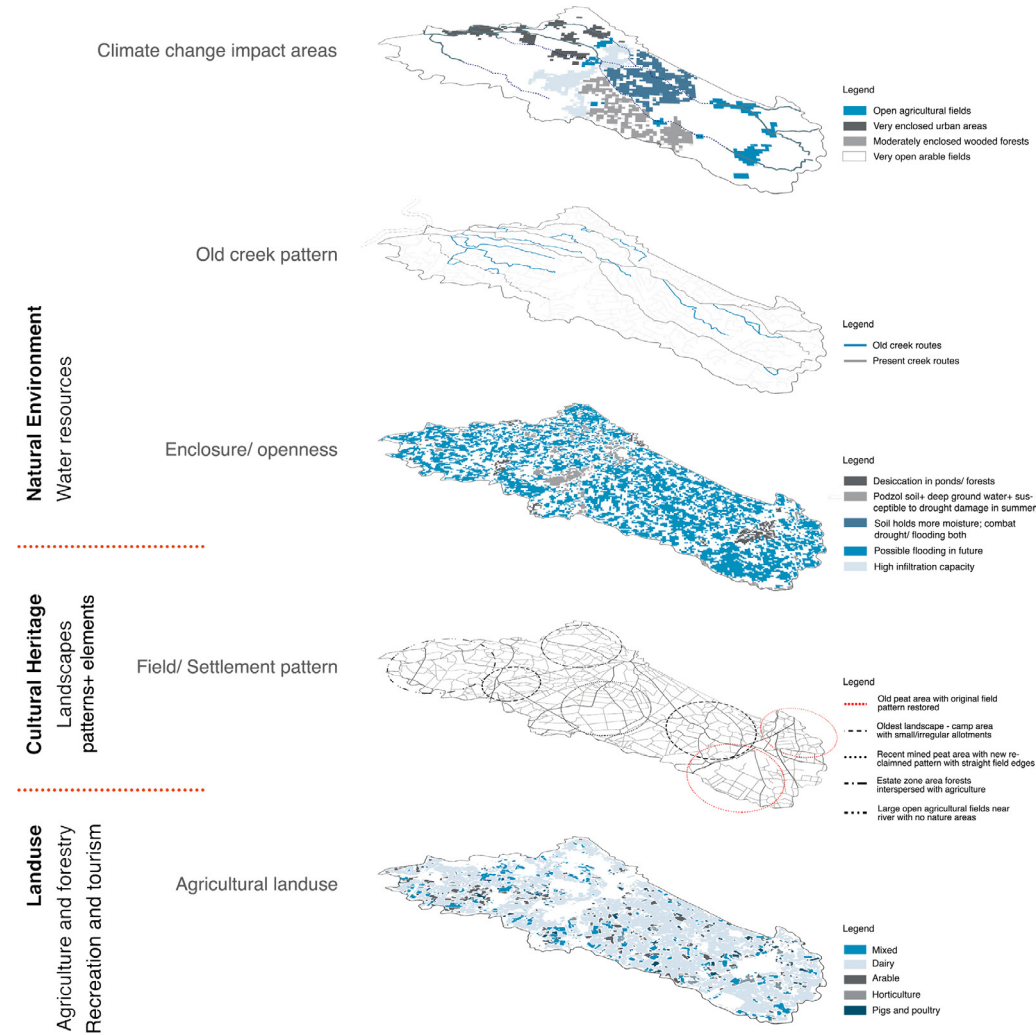 Climate change impact areas
Legend
Open agricultural fields
Very enclosed urban areas
Moderately enclosed wooded forests
Very open arable fields
Old creek pattern
Legend
Old creek routes
Present creek routes
Natural Environment
Water resources
Enclosure/ openness
Legend
Desiccation in ponds/ forests
Podzol soil+ deep ground water+ sus-
ceptible to drought damage in summer
Soil holds more moisture; combat
drought/ flooding both
Possible flooding in future
High infiltration capacity
Cultural Heritage
Landscapes
patterns+ elements
Field/ Settlement pattern
Legend
Old peat area with original field
pattern restored
Oldest landscape - camp area
with small/irregular allotments
Recent mined peat area with new re-
claimned pattern with straight field edges
Estate zone area forests
interspersed with agriculture
Large open agricultural fields near
river with no nature areas
Landuse
Agriculture and forestry
Recreation and tourism
Agricultural landuse
Legend
Mixed
Dairy
Arable
Horticulture
Pigs and poultry